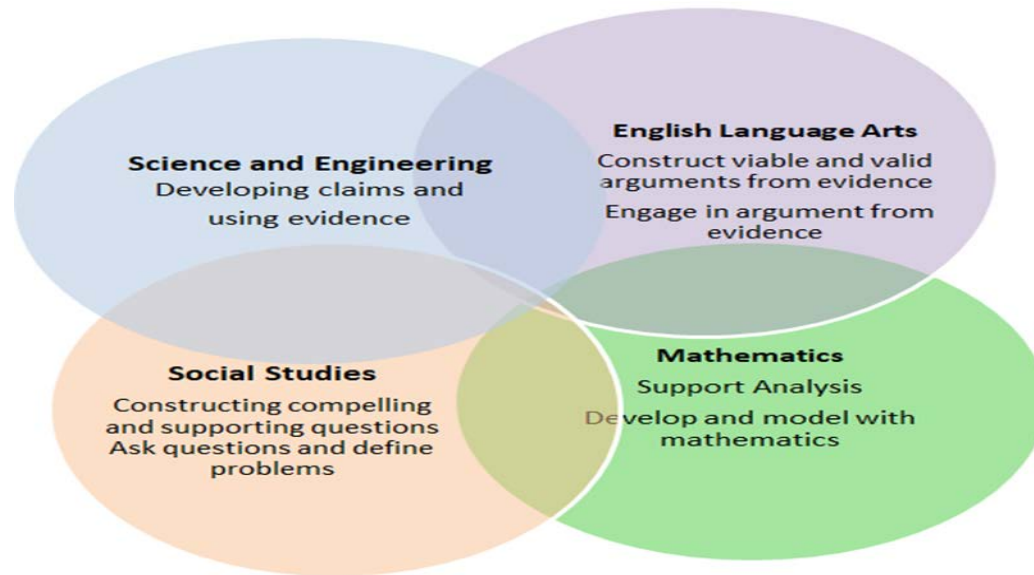 Science and Engineering
Developing claims and
using evidence
English Language Arts
Construct viable and valid
arguments from evidence
Engage in argument from
evidence
Social Studies
Constructing compelling
and supporting questions
Ask questions and define
problems
Mathematics
Support Analysis
Develop and model with
mathematics